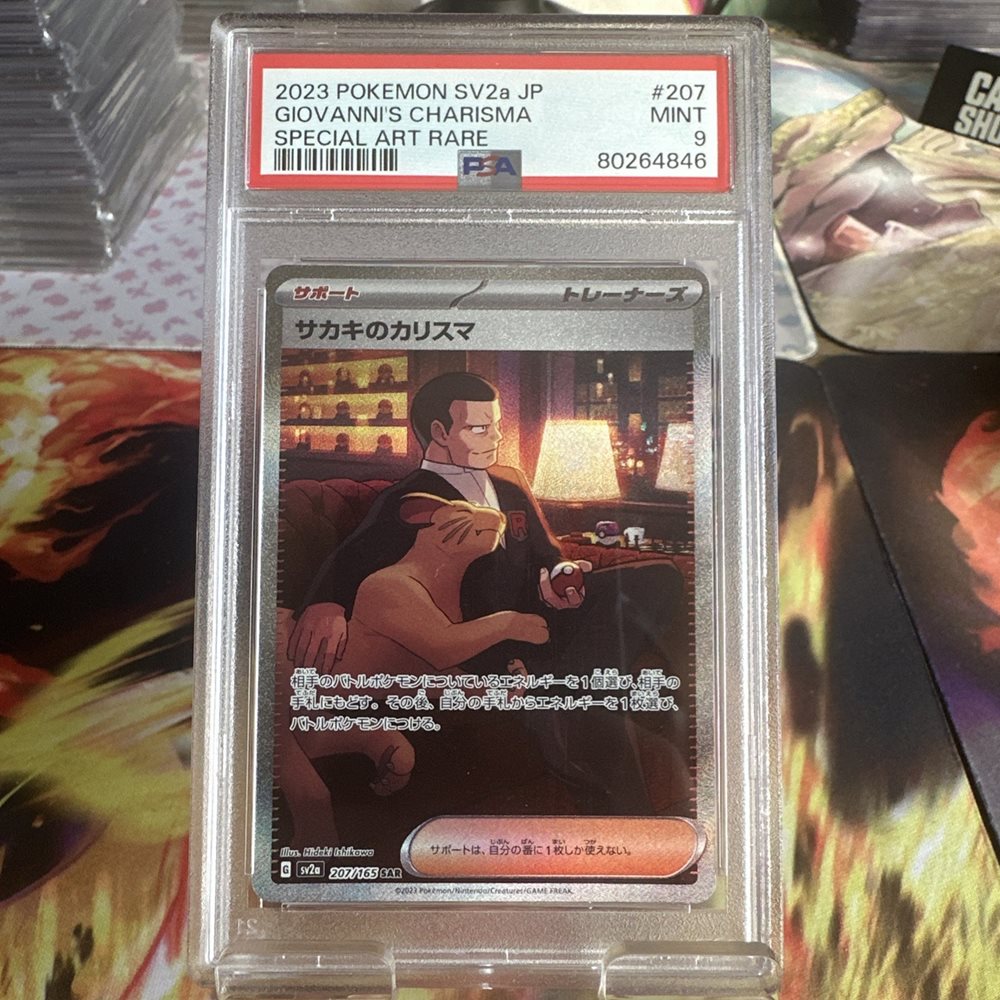 2023 POKEMON SV2a JP #207
GIOVANNI'S CHARISMA MINT
SPECIAL ART RARE 9
80264846
PSA
サポート トレーナーズ
サカキのカリスマ
R
相手のバトルポケモンについているエネルギーを1個選び、相手の
手札にもどす。その後、自分の手札からエネルギーを1枚選び、
バトルポケモンにつける。
サポートは、自分の番に1枚しか使えない。
Illus. Hideki Ishikawa
G sv2a 207/165 SAR
©2023 Pokémon/Nintendo/Creatures/GAME FREAK.